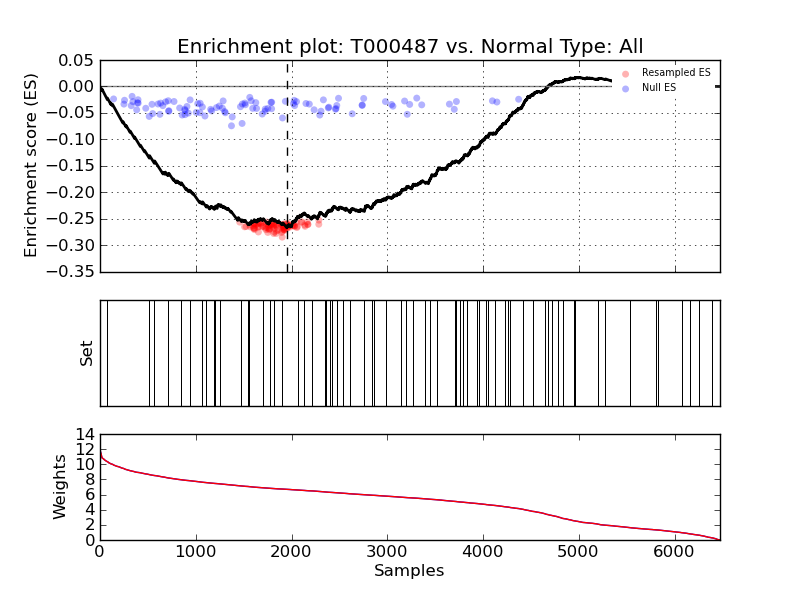 Enrichment plot: T000487 vs. Normal Type: All
Enrichment score (ES)
0.05
0.00
−0.05
−0.10
−0.15
−0.20
−0.25
−0.30
−0.35
Resampled ES
Null ES
Set
Weights
14
12
10
8
6
4
2
0
0 1000 2000 3000 4000 5000 6000
Samples